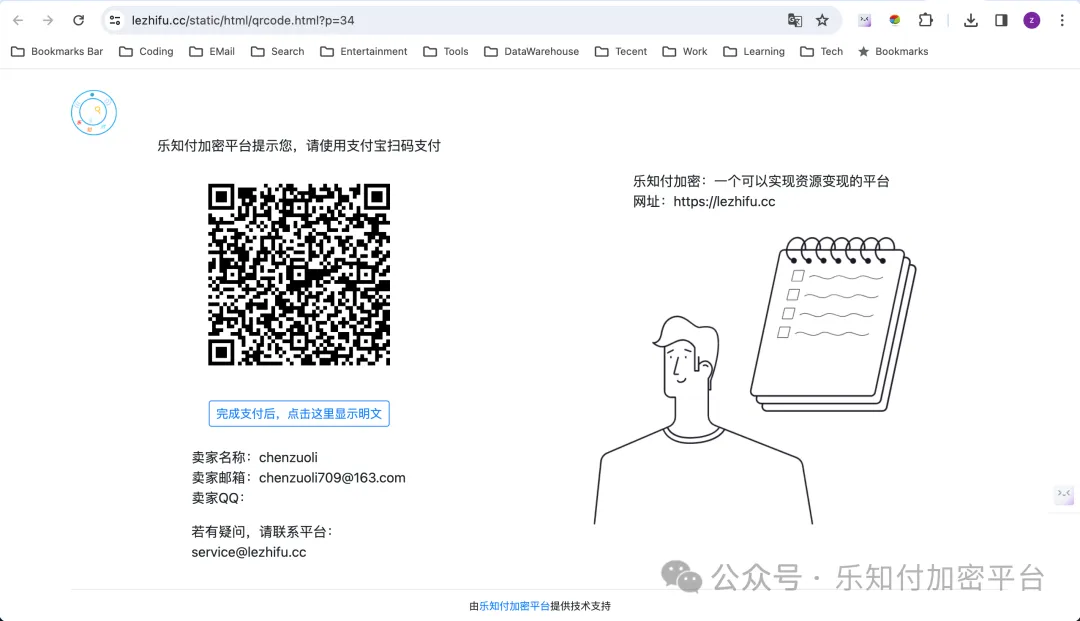 lezhifu.cc/static/html/qrcode.html?p=34
z
Bookmarks Bar Coding EMail Search Entertainment Tools DataWarehouse Tecent Work Learning Tech Bookmarks
乐知付加密平台提示您，请使用支付宝扫码支付
完成支付后，点击这里显示明文
卖家名称：chenzuoli
卖家邮箱：chenzuoli709@163.com
卖家QQ：
若有疑问，请联系平台：
service@lezhifu.cc
乐知付加密：一个可以实现资源变现的平台
网址：https://lezhifu.cc
公众号 · 乐知付加密平台
由乐知付加密平台提供技术支持